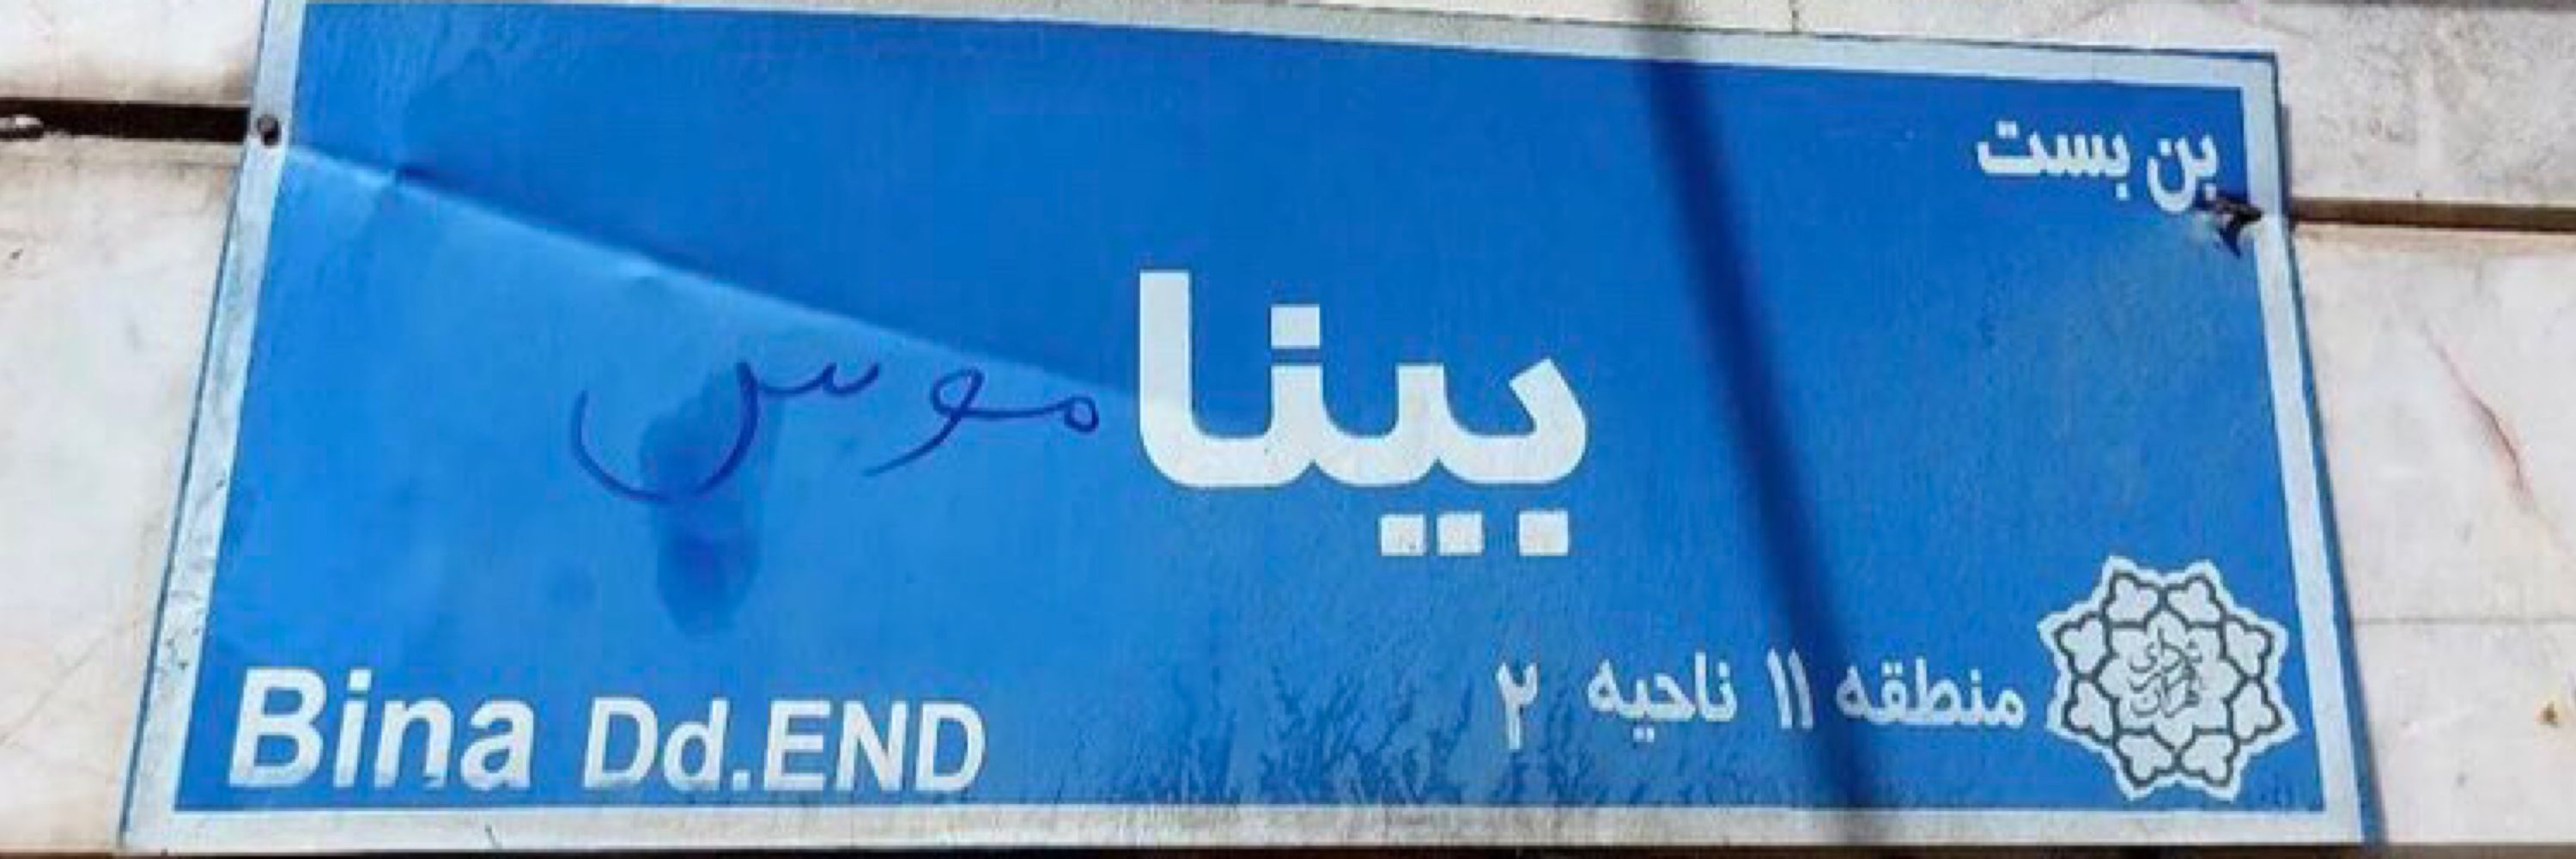 بن بست
بینا موس
منطقه ۱۱ ناحیه ۲
Bina Dd.END